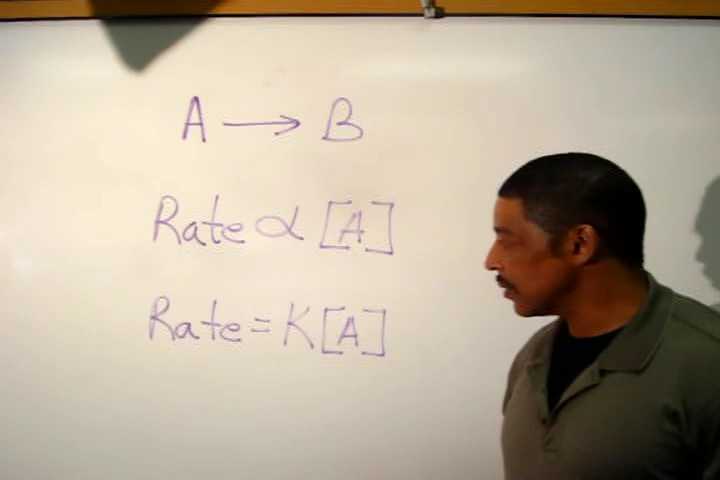 A → B
Rate ∝ [A]
Rate = K[A]